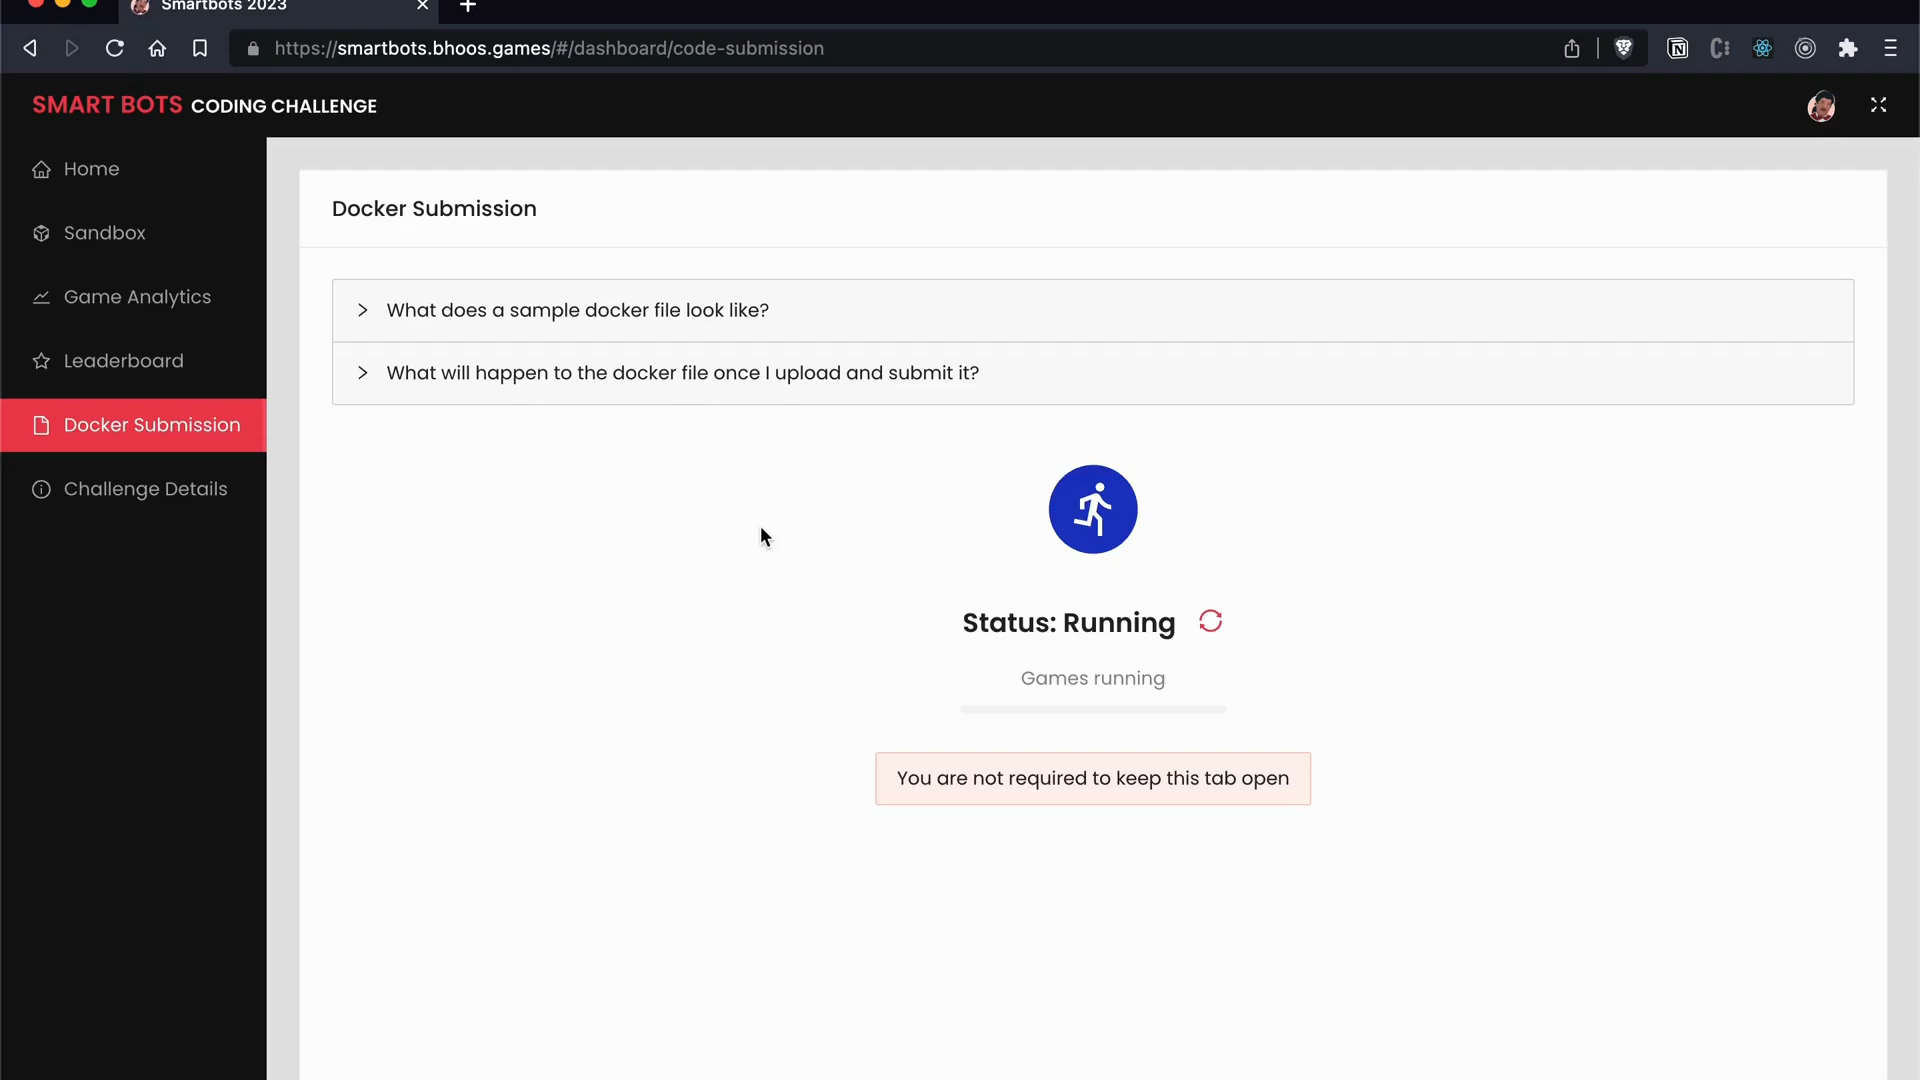 Smartbots 2023
https://smartbots.bhoos.games/#/dashboard/code-submission
SMART BOTS CODING CHALLENGE
Home
Sandbox
Game Analytics
Leaderboard
Docker Submission
Challenge Details
Docker Submission
What does a sample docker file look like?
What will happen to the docker file once I upload and submit it?
Status: Running
Games running
You are not required to keep this tab open